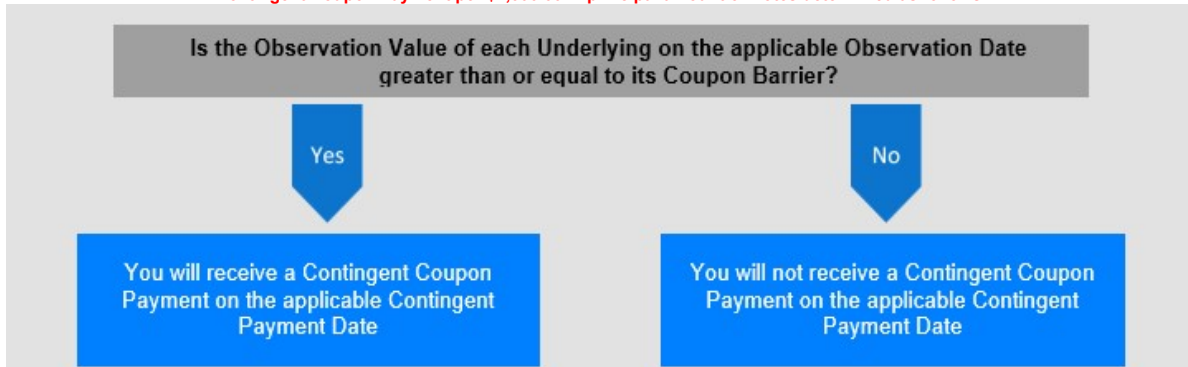 Is the Observation Value of each Underlying on the applicable Observation Date
greater than or equal to its Coupon Barrier?
Yes
No
You will receive a Contingent Coupon
Payment on the applicable Contingent
Payment Date
You will not receive a Contingent Coupon
Payment on the applicable Contingent
Payment Date